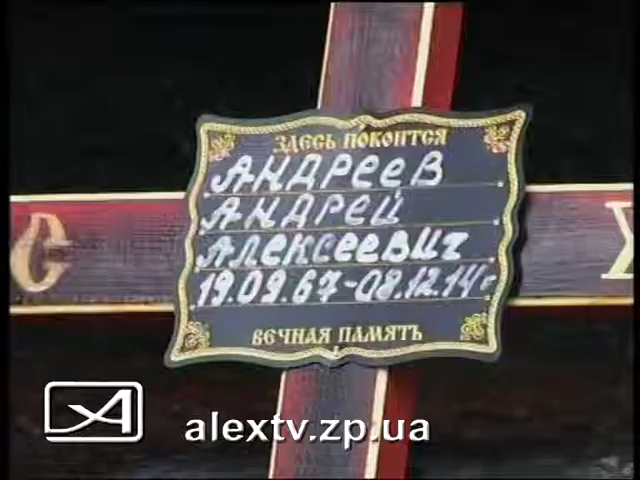 ЗДЕСЬ ПОКОИТСЯ
АНДРЕЕВ
АНДРЕЙ
АЛЕКСЕЕВИЧ
19.09.67-08.12.14г
ВЕЧНАЯ ПАМЯТЬ
С
Х
A
alextv.zp.ua